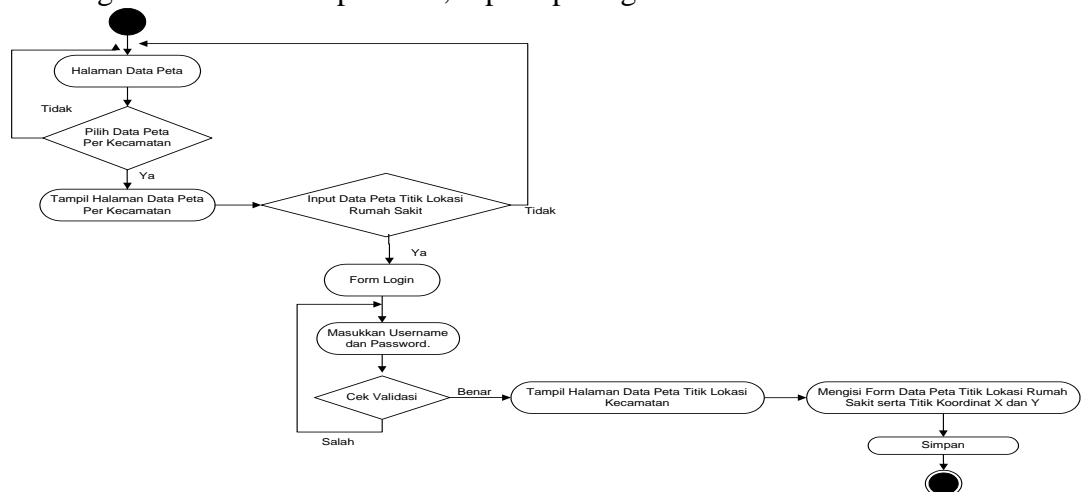 Halaman Data Peta
Tidak
Pilih Data Peta
Per Kecamatan
Ya
Tampil Halaman Data Peta
Per Kecamatan
Input Data Peta Titik Lokasi
Rumah Sakit
Tidak
Ya
Form Login
Masukkan Username
dan Password.
Cek Validasi
Benar
Salah
Tampil Halaman Data Peta Titik Lokasi
Kecamatan
Mengisi Form Data Peta Titik Lokasi Rumah
Sakit serta Titik Koordinat X dan Y
Simpan